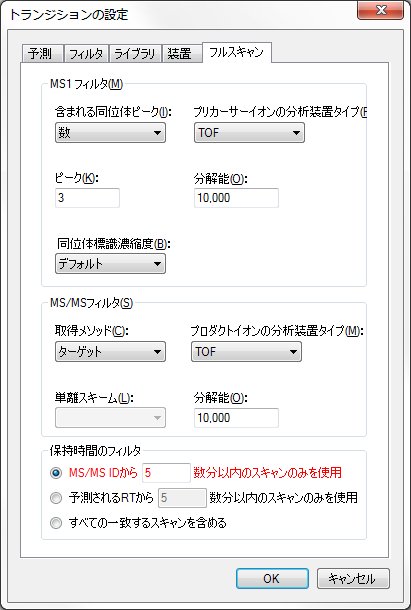 トランジションの設定
予測 フィルタ ライブラリ 装置 フルスキャン
MS1 フィルタ(M)
含まれる同位体ピーク(I): プリカーサーイオンの分析装置タイプ(
数 TOF
ピーク(K): 分解能(O):
3 10,000
同位体標識濃縮度(B):
デフォルト
MS/MSフィルタ(S)
取得メソッド(C): プロダクトイオンの分析装置タイプ(M):
ターゲット TOF
単離スキーム(L): 分解能(O):
10,000
保持時間のフィルタ
MS/MS IDから 5 数分以内のスキャンのみを使用
予測されるRTから 5 数分以内のスキャンのみを使用
すべての一致するスキャンを含める
OK キャンセル